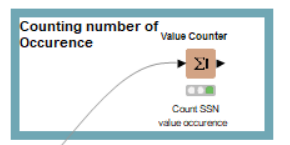 Counting number of
Occurence
Value Counter
Σ1
Count SSN
value occurence